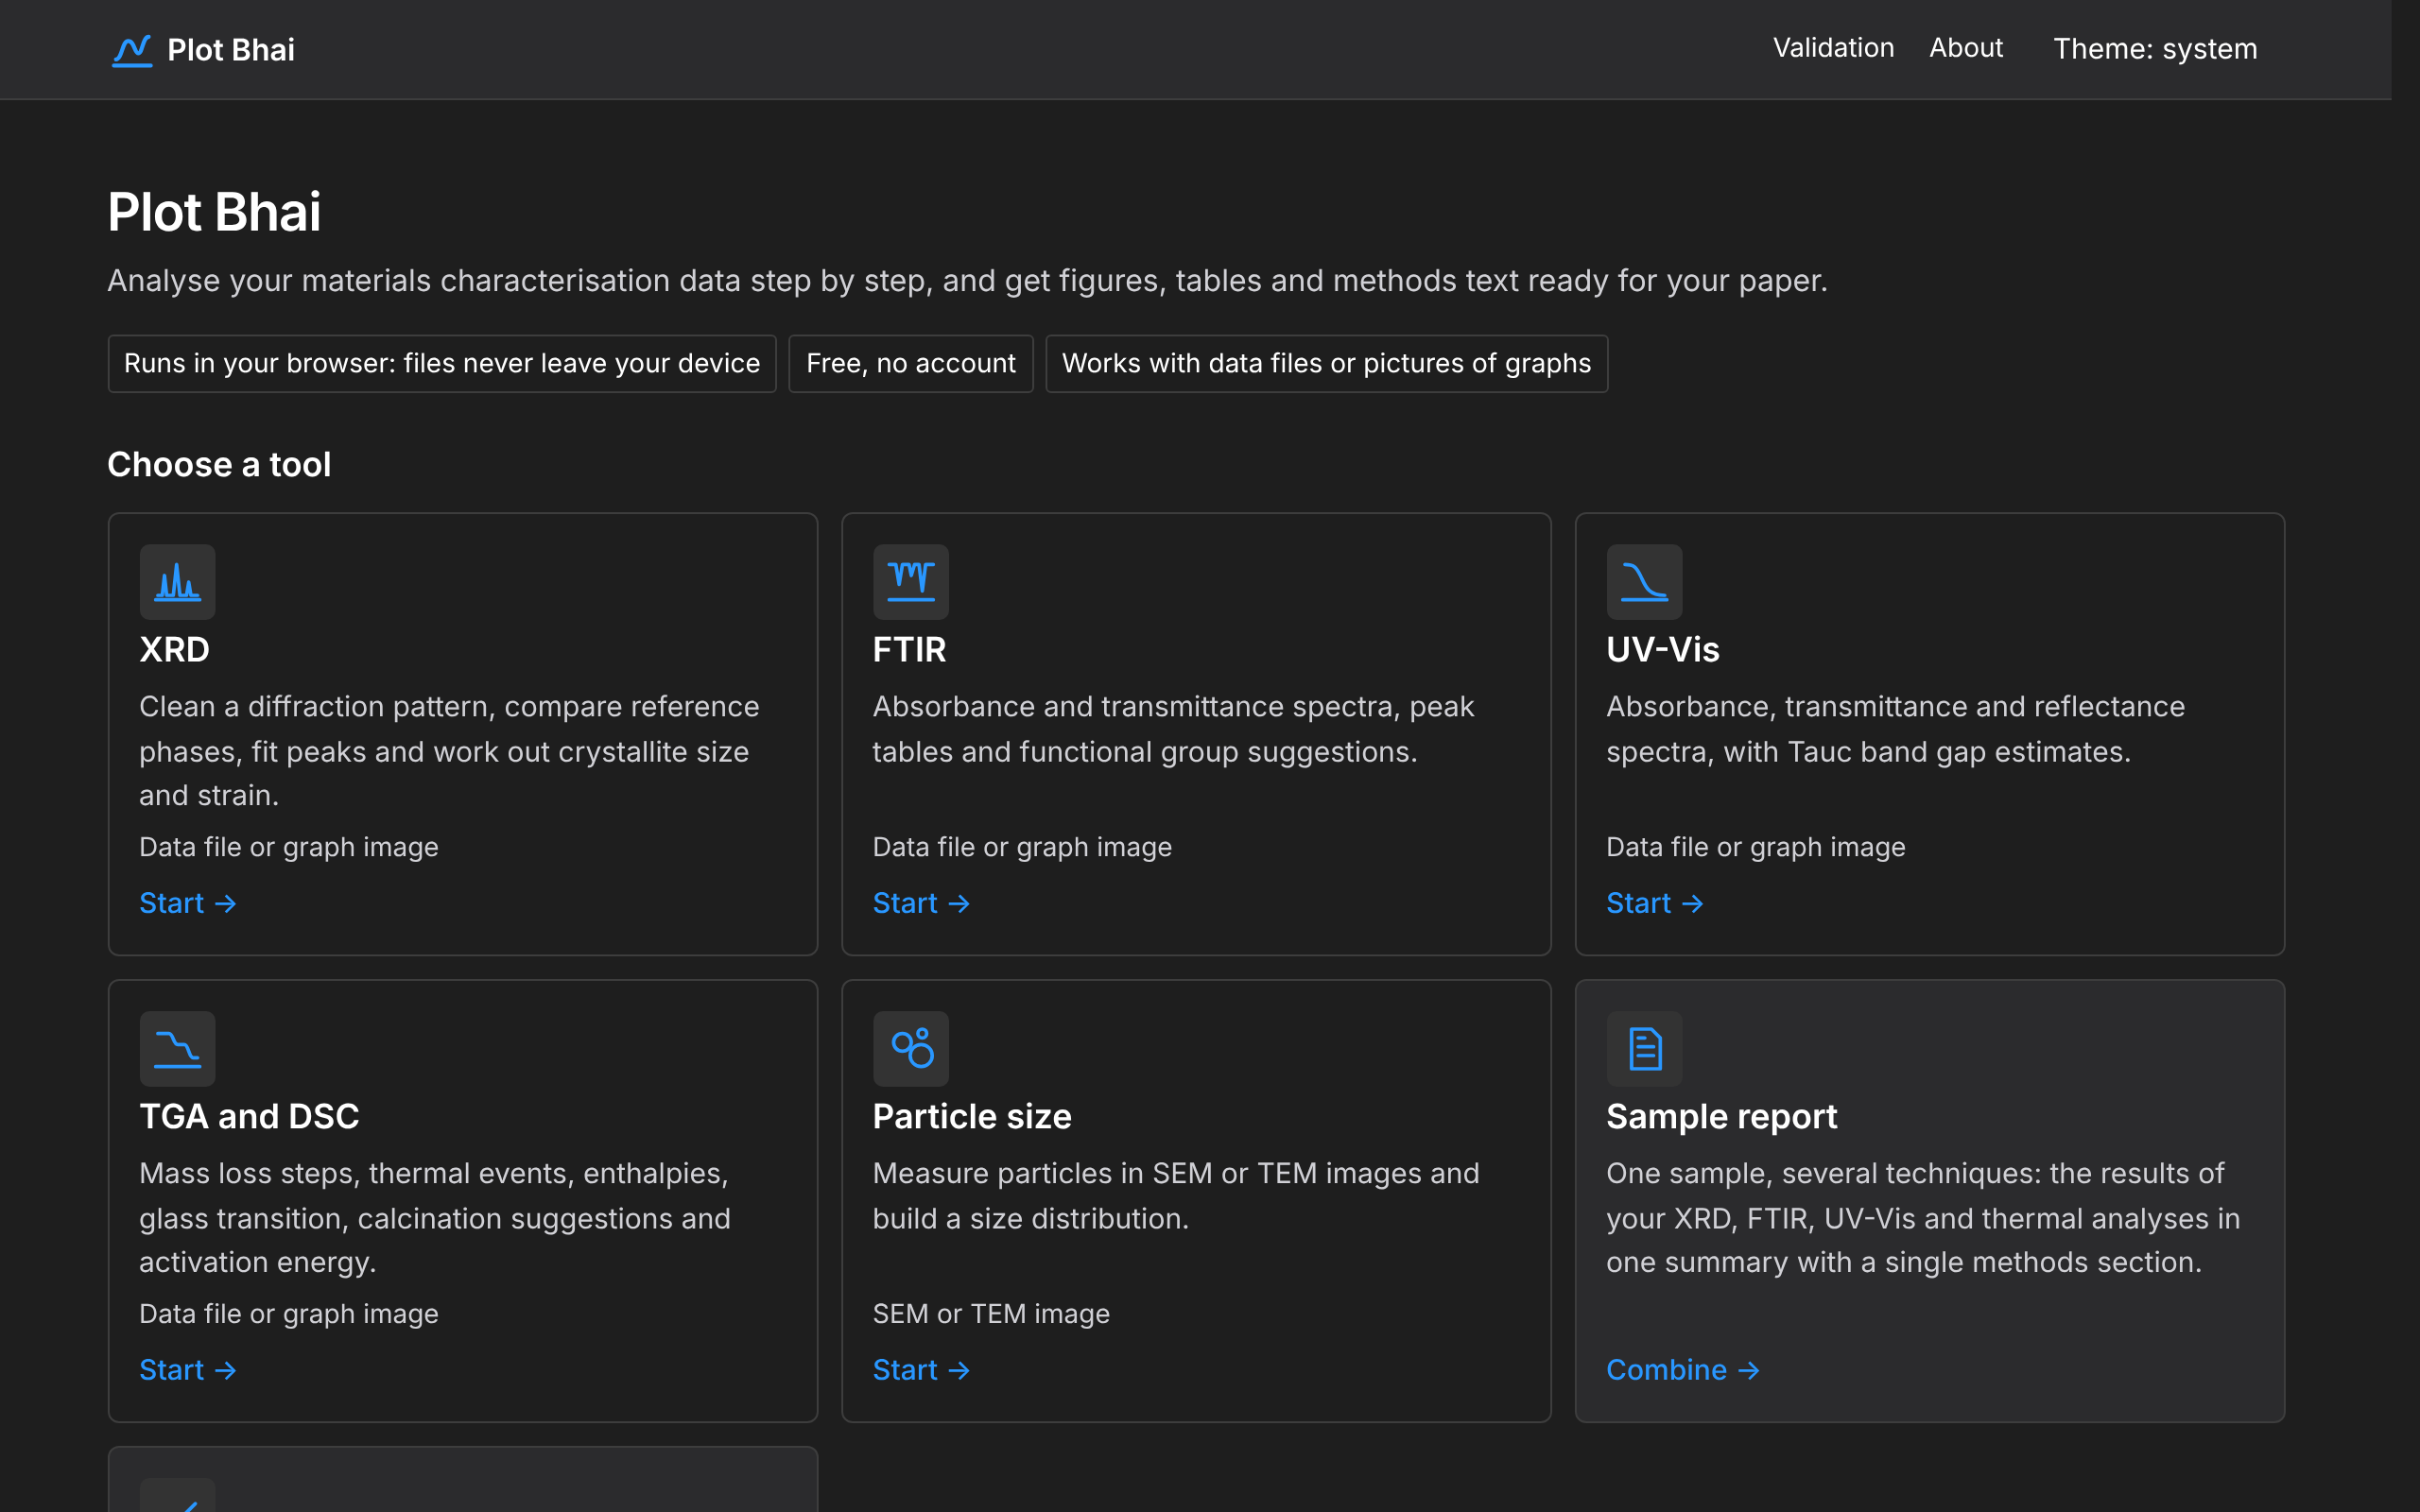 Plot Bhai
Validation About Theme: system
Plot Bhai
Analyse your materials characterisation data step by step, and get figures, tables and methods text ready for your paper.
Runs in your browser: files never leave your device
Free, no account
Works with data files or pictures of graphs
Choose a tool
XRD
Clean a diffraction pattern, compare reference
phases, fit peaks and work out crystallite size
and strain.
Data file or graph image
Start →
FTIR
Absorbance and transmittance spectra, peak
tables and functional group suggestions.
Data file or graph image
Start →
UV-Vis
Absorbance, transmittance and reflectance
spectra, with Tauc band gap estimates.
Data file or graph image
Start →
TGA and DSC
Mass loss steps, thermal events, enthalpies,
glass transition, calcination suggestions and
activation energy.
Data file or graph image
Start →
Particle size
Measure particles in SEM or TEM images and
build a size distribution.
SEM or TEM image
Start →
Sample report
One sample, several techniques: the results of
your XRD, FTIR, UV-Vis and thermal analyses in
one summary with a single methods section.
Combine →